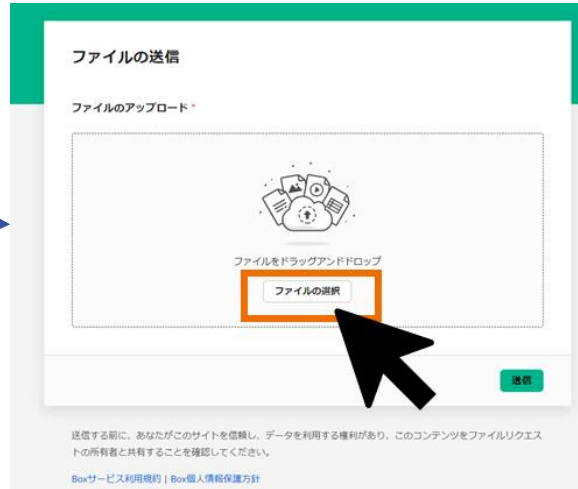 ファイルの送信
ファイルのアップロード *
ファイルをドラッグアンドドロップ
ファイルの選択
送信
送信する前に、あなたがこのサイトを信頼し、データを利用する権利があり、このコンテンツをファイルリクエス
トの所有者と共有することを確認してください。
Boxサービス利用規約 | Box個人情報保護方針